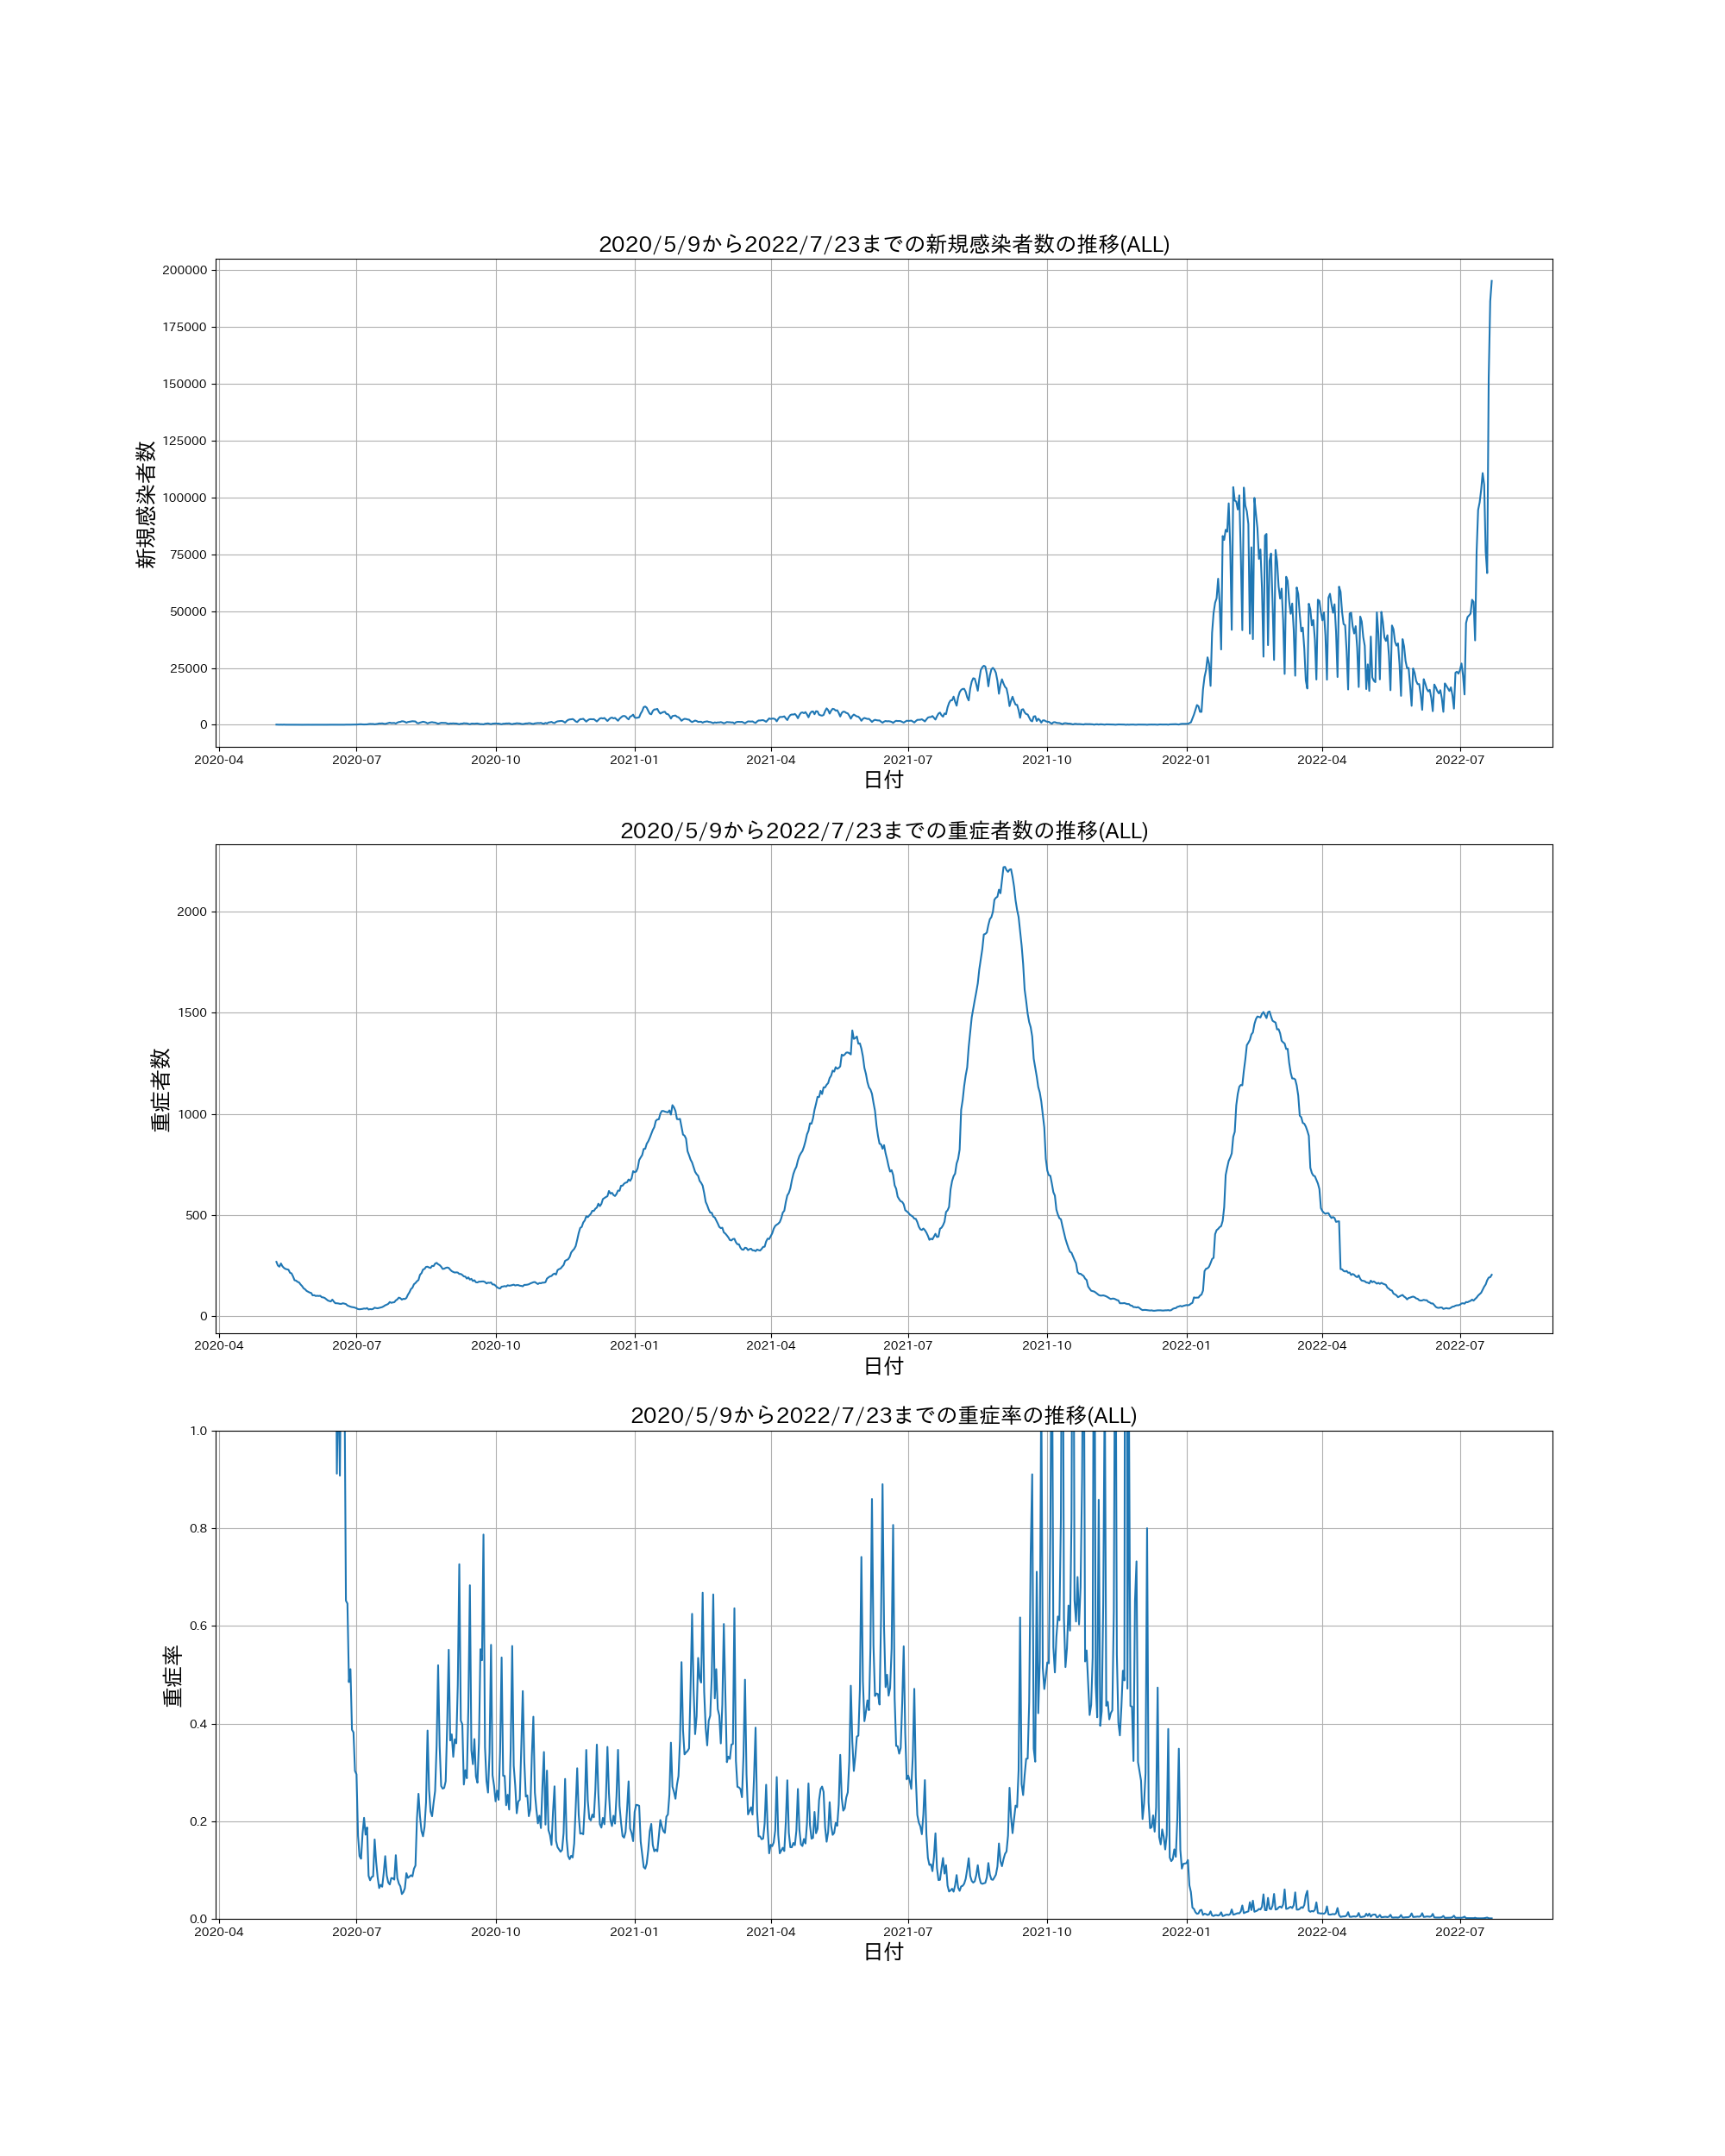 2020/5/9から2022/7/23までの新規感染者数の推移(ALL)
新規感染者数
200000
175000
150000
125000
100000
75000
50000
25000
0
2020-04 2020-07 2020-10 2021-01 2021-04 2021-07 2021-10 2022-01 2022-04 2022-07
日付
2020/5/9から2022/7/23までの重症者数の推移(ALL)
重症者数
2000
1500
1000
500
0
2020-04 2020-07 2020-10 2021-01 2021-04 2021-07 2021-10 2022-01 2022-04 2022-07
日付
2020/5/9から2022/7/23までの重症率の推移(ALL)
重症率
1.0
0.8
0.6
0.4
0.2
0.0
2020-04 2020-07 2020-10 2021-01 2021-04 2021-07 2021-10 2022-01 2022-04 2022-07
日付